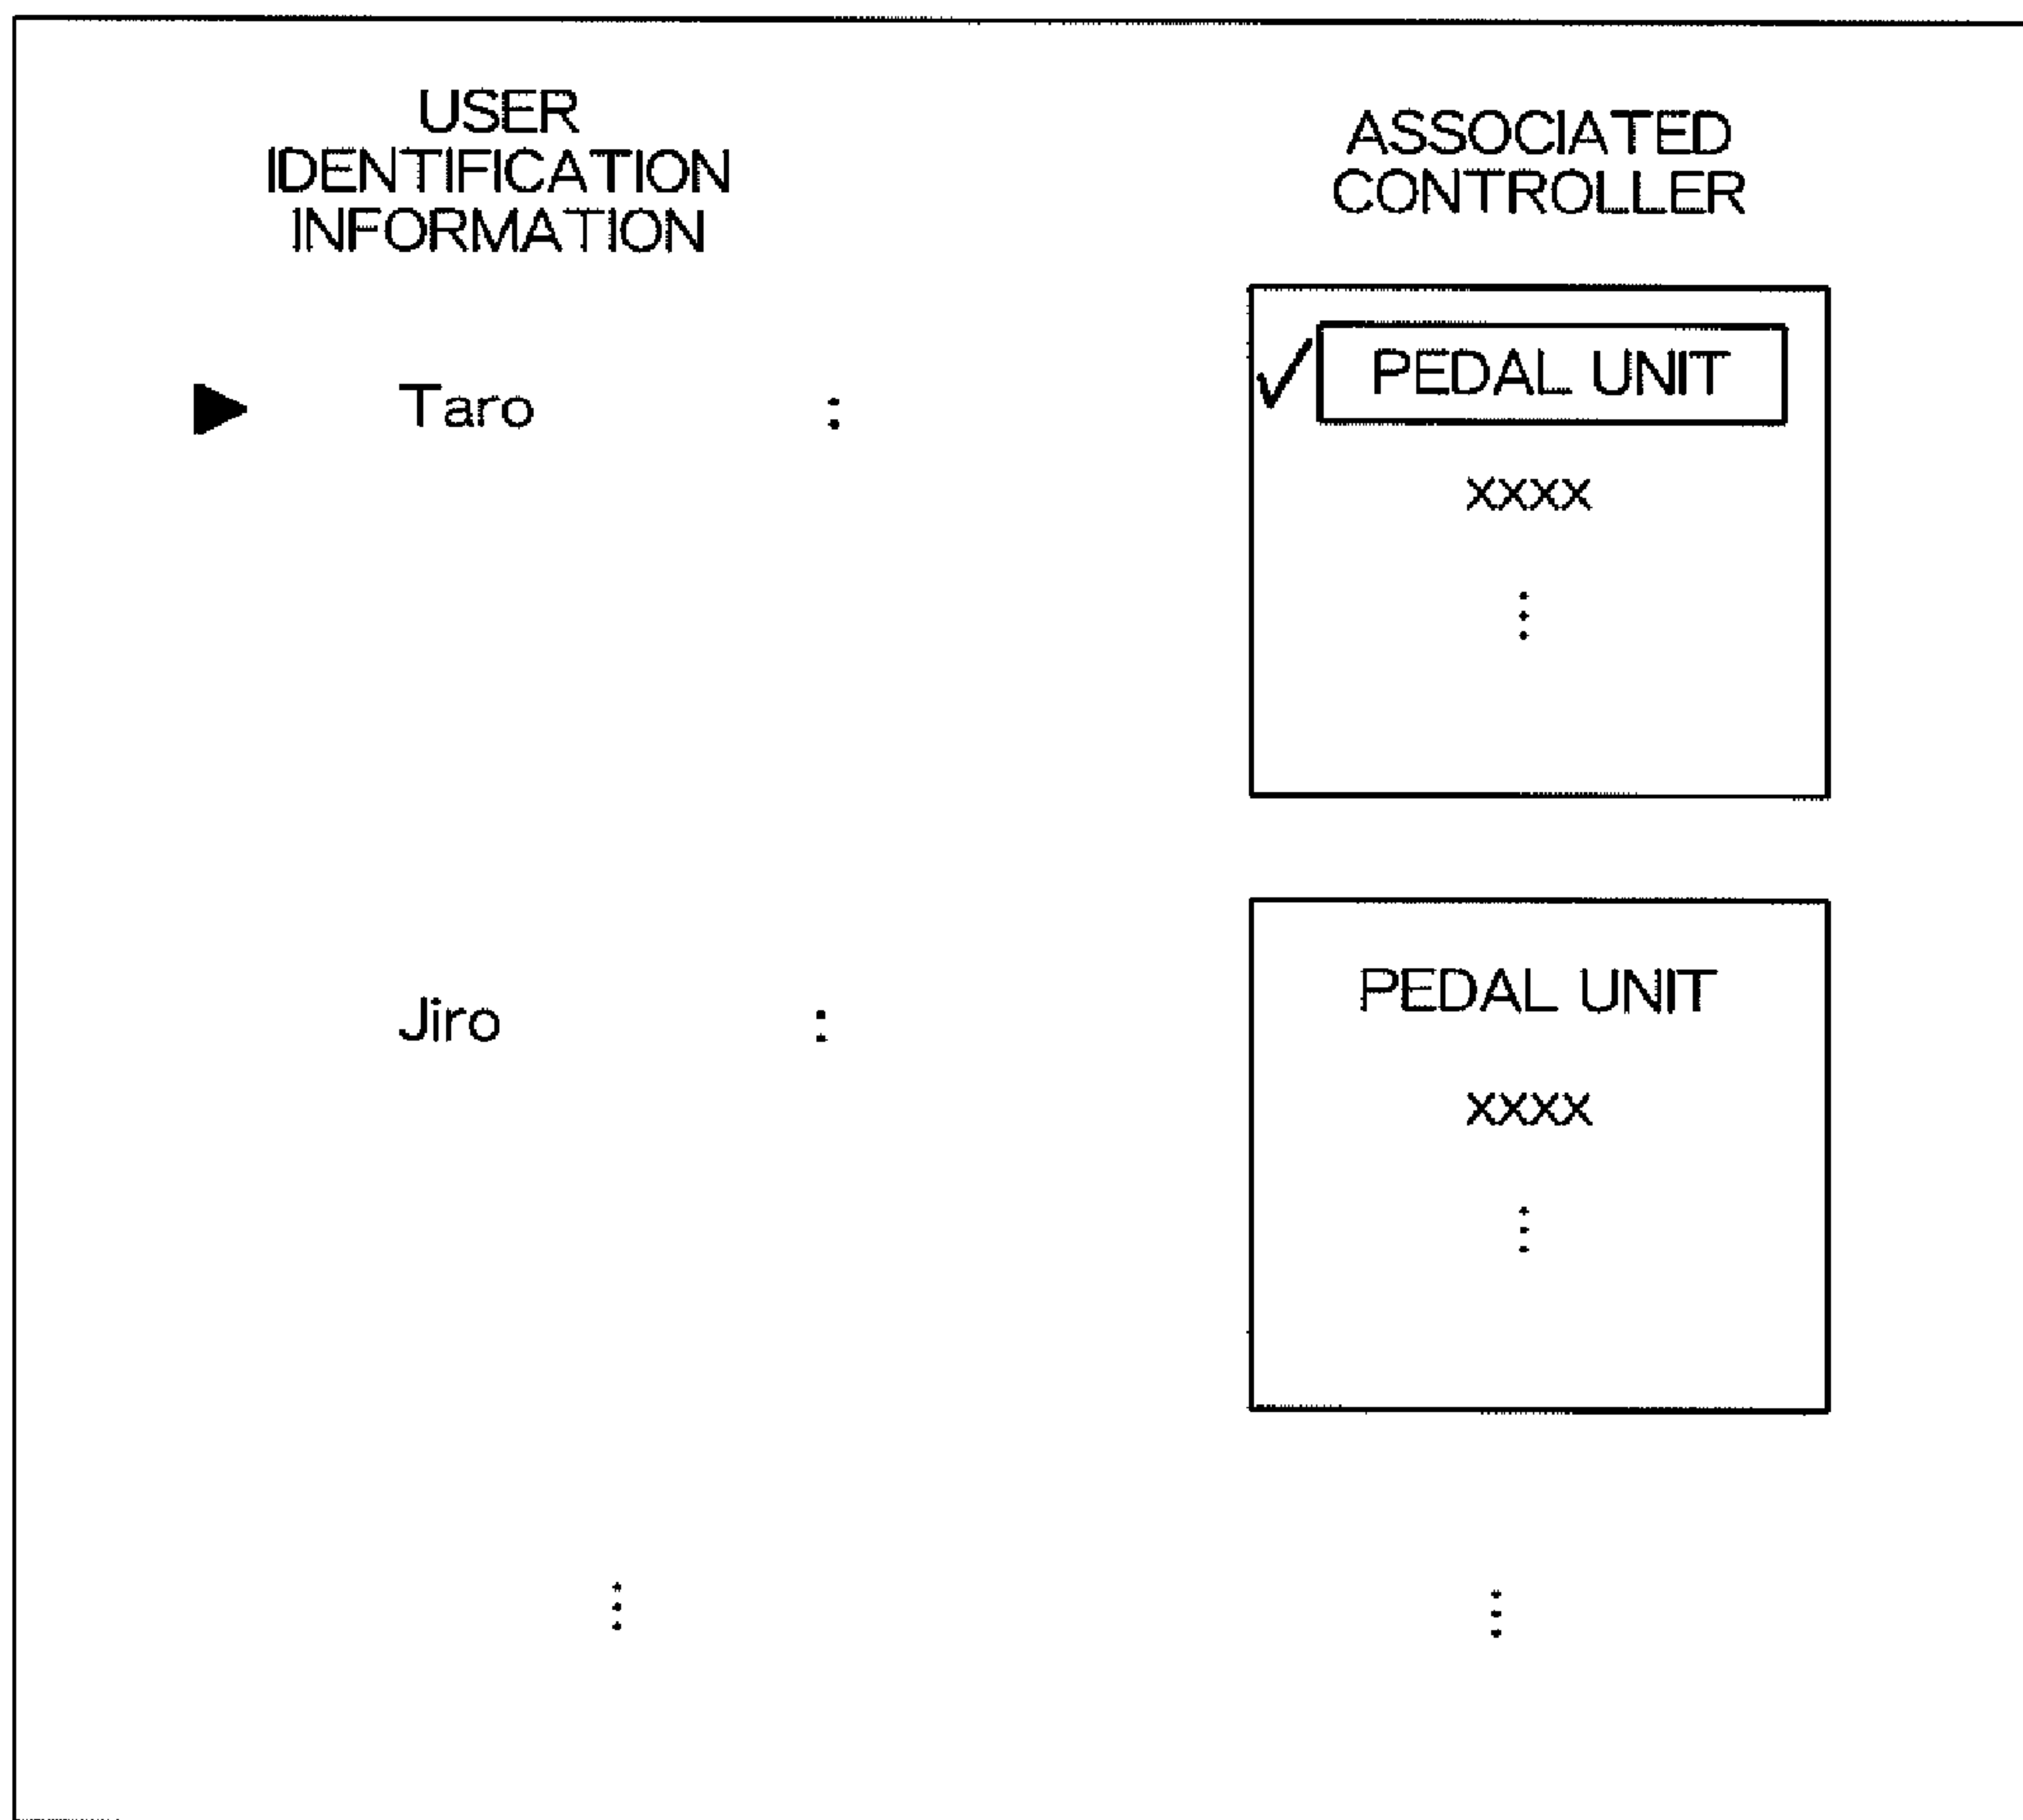 USER
IDENTIFICATION
INFORMATION
ASSOCIATED
CONTROLLER
Taro :
✓ PEDAL UNIT
xxxx
⋮
Jiro :
PEDAL UNIT
xxxx
⋮
⋮ ⋮